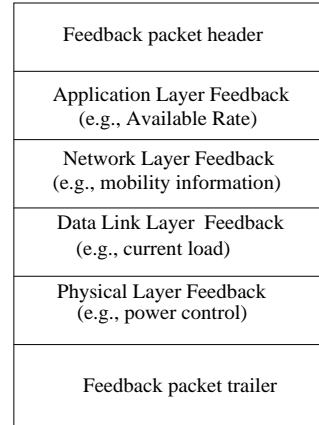 Feedback packet header
Application Layer Feedback
(e.g., Available Rate)
Network Layer Feedback
(e.g., mobility information)
Data Link Layer Feedback
(e.g., current load)
Physical Layer Feedback
(e.g., power control)
Feedback packet trailer